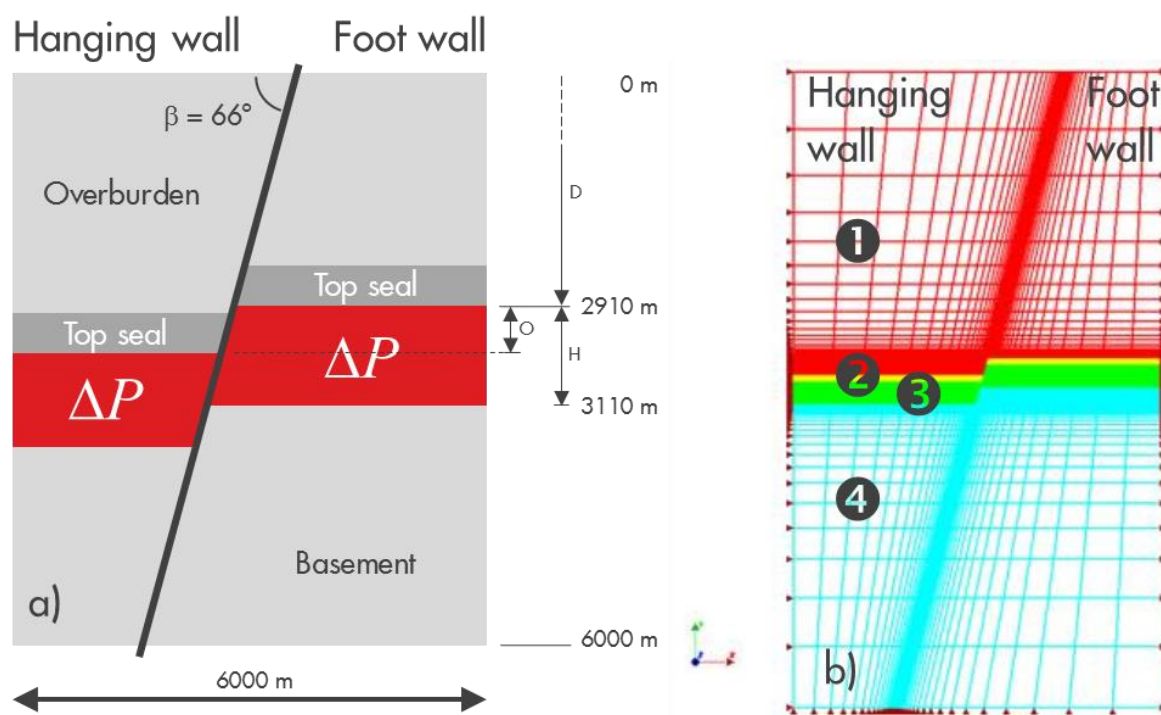 Hanging wall
Foot wall
β = 66°
Overburden
Top seal
Top seal
ΔP
ΔP
Basement
a)
6000 m
0 m
D
2910 m
O
H
3110 m
6000 m
Hanging
wall
Foot
wall
1
2
3
4
b)